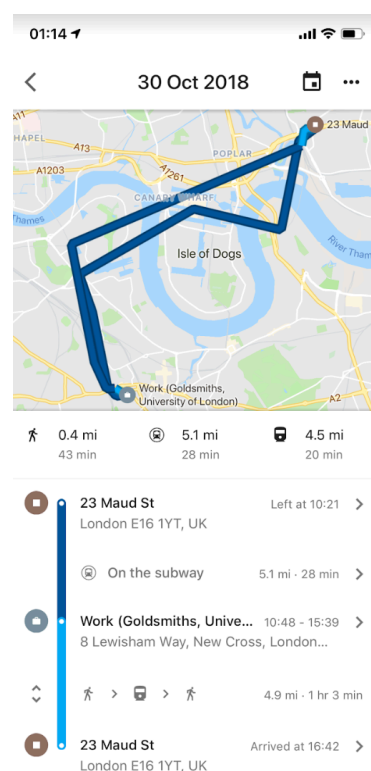 01:14
30 Oct 2018
A11
23 Maud
HAPEL
A13
POPLAR
A1203
A1261
CANARY WHARF
Thames
Isle of Dogs
River Tham
Work (Goldsmiths,
University of London)
A2
0.4 mi 5.1 mi 4.5 mi
43 min 28 min 20 min
23 Maud St Left at 10:21
London E16 1YT, UK
On the subway 5.1 mi · 28 min
Work (Goldsmiths, Unive... 10:48 - 15:39
8 Lewisham Way, New Cross, London...
4.9 mi · 1 hr 3 min
23 Maud St Arrived at 16:42
London E16 1YT, UK